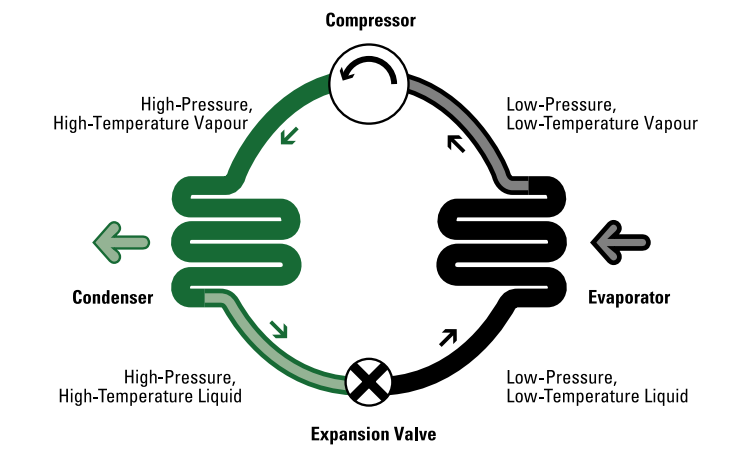 Compressor
High-Pressure,
High-Temperature Vapour
Low-Pressure,
Low-Temperature Vapour
Condenser
Evaporator
High-Pressure,
High-Temperature Liquid
Low-Pressure,
Low-Temperature Liquid
Expansion Valve